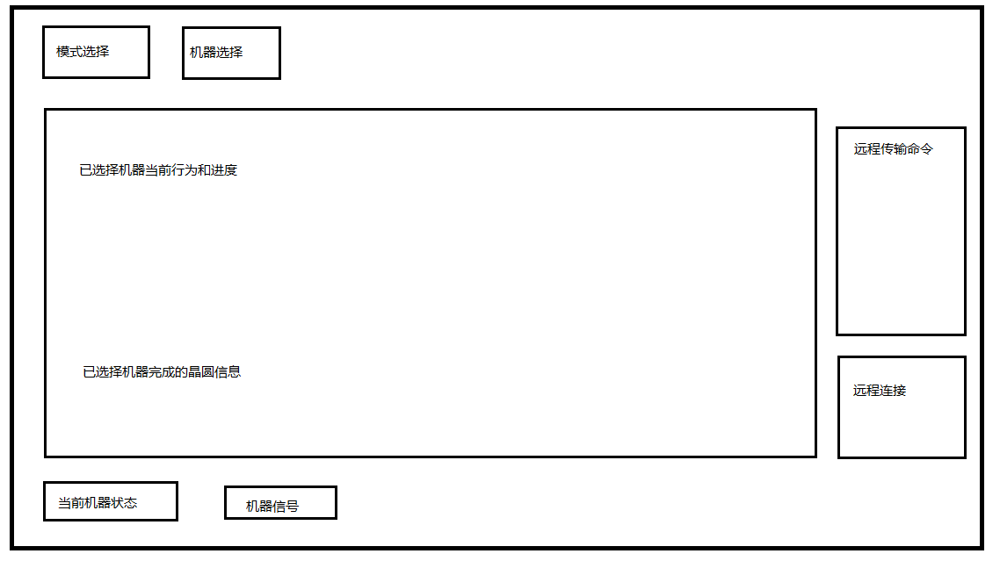 模式选择
机器选择
已选择机器当前行为和进度
远程传输命令
已选择机器完成的晶圆信息
远程连接
当前机器状态
机器信号